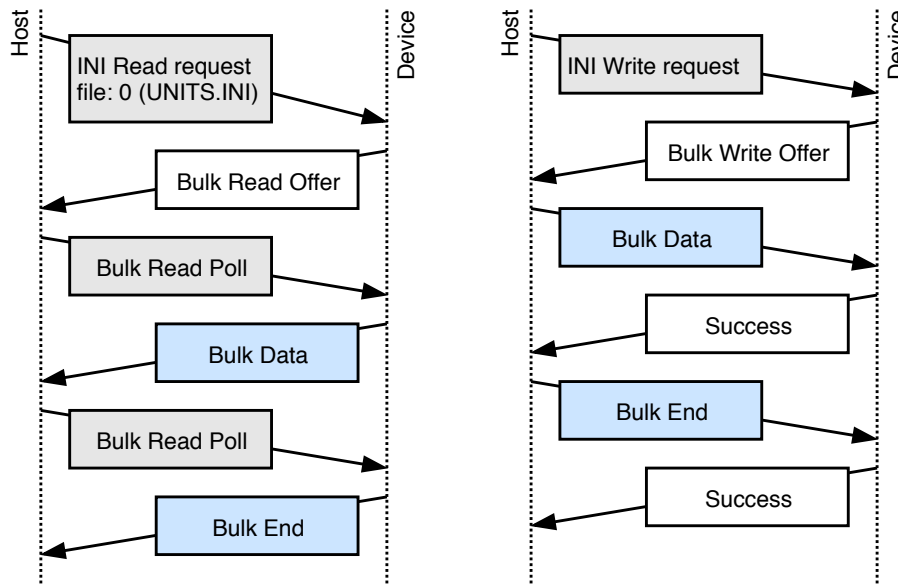 Host
Device
INI Read request
file: 0 (UNITS.INI)
Bulk Read Offer
Bulk Read Poll
Bulk Data
Bulk Read Poll
Bulk End
Host
Device
INI Write request
Bulk Write Offer
Bulk Data
Success
Bulk End
Success